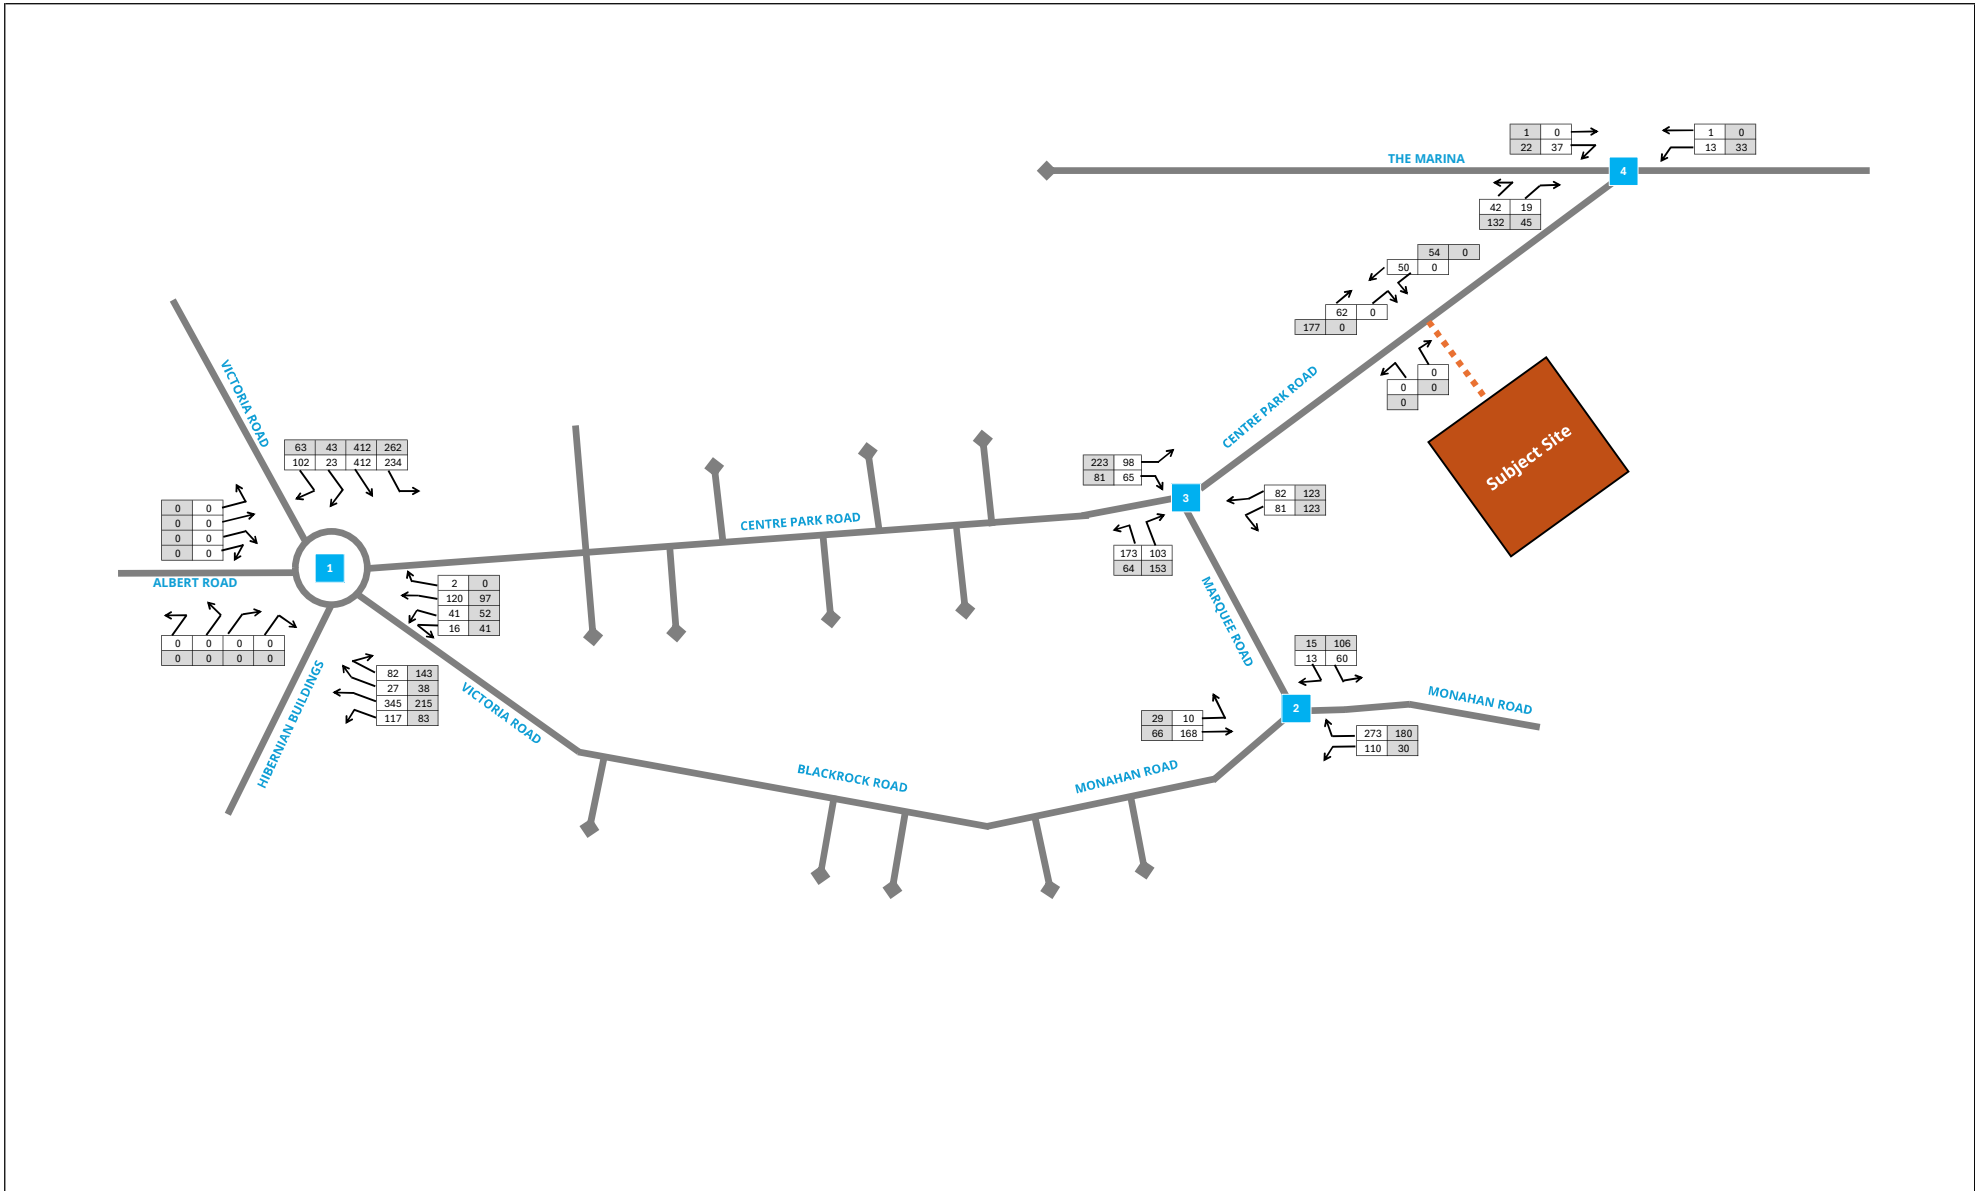 1 0
22 37
1 0
13 33
THE MARINA
4
42 19
132 45
54 0
50 0
62 0
177 0
0
0 0
0
CENTRE PARK ROAD
Subject Site
VICTORIA ROAD
63 43 412 262
102 23 412 234
223 98
81 65
3
82 123
81 123
0 0
0 0
0 0
0 0
CENTRE PARK ROAD
173 103
64 153
1
ALBERT ROAD
2 0
120 97
41 52
16 41
MARQUEE ROAD
0 0 0 0
0 0 0 0
15 106
13 60
HIBERNIAN BUILDINGS
82 143
27 38
345 215
117 83
VICTORIA ROAD
29 10
66 168
2
MONAHAN ROAD
273 180
110 30
BLACKROCK ROAD
MONAHAN ROAD